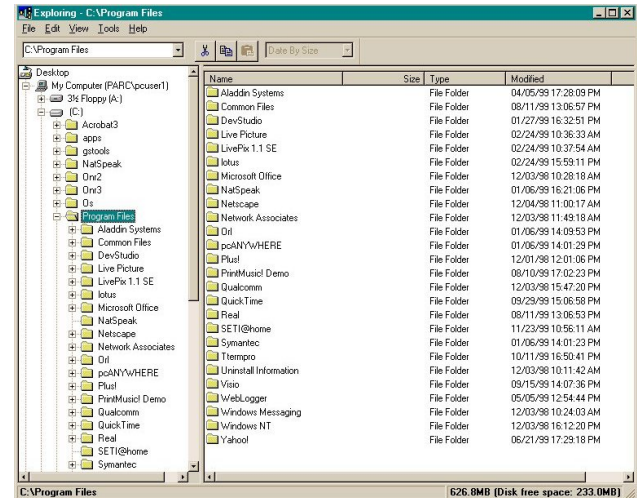 Exploring - C:\Program Files
File Edit View Tools Help
C:\Program Files
Date By Size
Desktop
My Computer (PARC\pcuser1)
3½ Floppy (A:)
(C:)
Acrobat3
apps
gstools
NatSpeak
Onr2
Onr3
Os
Program Files
Aladdin Systems
Common Files
DevStudio
Live Picture
LivePix 1.1 SE
lotus
Microsoft Office
NatSpeak
Netscape
Network Associates
Orl
pcANYWHERE
Plus!
PrintMusic! Demo
Qualcomm
QuickTime
Real
SETI@home
Symantec
Name Size Type Modified
Aladdin Systems File Folder 04/05/99 17:28:09 PM
Common Files File Folder 08/11/99 13:06:57 PM
DevStudio File Folder 01/27/99 16:32:51 PM
Live Picture File Folder 02/24/99 10:36:33 AM
LivePix 1.1 SE File Folder 02/24/99 10:37:54 AM
lotus File Folder 02/24/99 15:59:11 PM
Microsoft Office File Folder 12/03/98 10:28:18 AM
NatSpeak File Folder 01/06/99 16:21:06 PM
Netscape File Folder 12/04/98 11:00:17 AM
Network Associates File Folder 12/03/98 11:49:18 AM
Orl File Folder 01/06/99 14:09:53 PM
pcANYWHERE File Folder 01/06/99 14:01:29 PM
Plus! File Folder 12/01/98 12:01:06 PM
PrintMusic! Demo File Folder 08/10/99 17:02:23 PM
Qualcomm File Folder 12/03/98 15:47:20 PM
QuickTime File Folder 09/29/99 15:06:58 PM
Real File Folder 08/11/99 13:06:53 PM
SETI@home File Folder 11/23/99 10:56:11 AM
Symantec File Folder 01/06/99 14:01:23 PM
Ttermpro File Folder 10/11/99 16:50:41 PM
Uninstall Information File Folder 12/03/98 10:11:42 AM
Visio File Folder 09/15/99 14:07:36 PM
WebLogger File Folder 05/05/99 12:54:44 PM
Windows Messaging File Folder 12/03/98 10:24:03 AM
Windows NT File Folder 12/03/98 16:12:20 PM
Yahoo! File Folder 06/21/99 17:29:18 PM
C:\Program Files 626.8MB (Disk free space: 233.0MB)